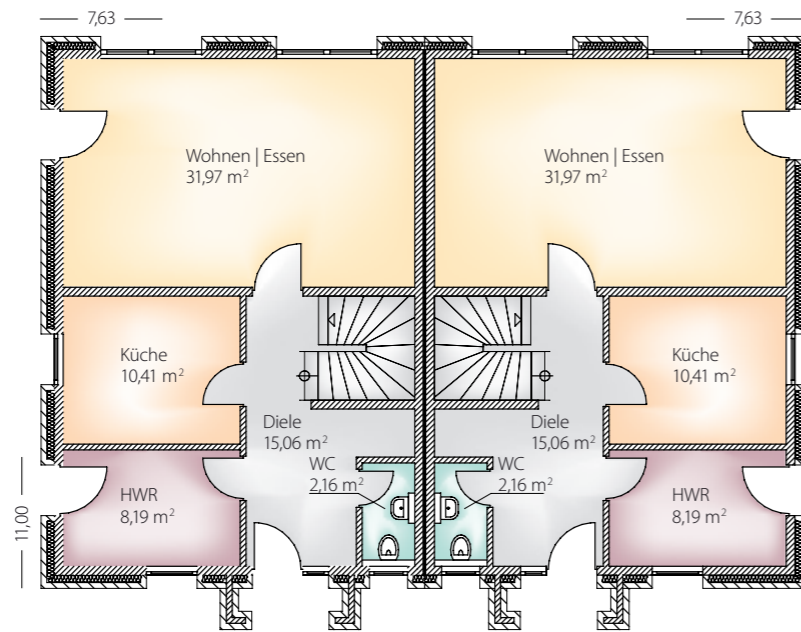 7,63
7,63
Wohnen | Essen
31,97 m²
Wohnen | Essen
31,97 m²
Küche
10,41 m²
Küche
10,41 m²
Diele
15,06 m²
Diele
15,06 m²
WC
2,16 m²
WC
2,16 m²
HWR
8,19 m²
HWR
8,19 m²
11,00